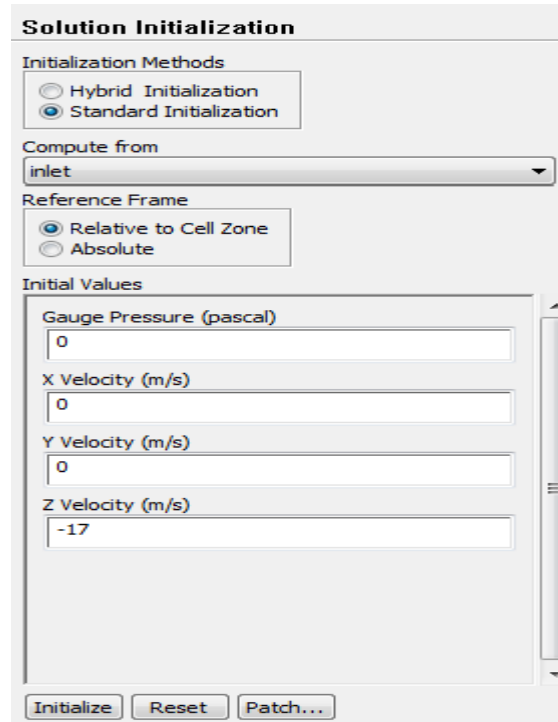 Solution Initialization
Initialization Methods
Hybrid Initialization
Standard Initialization
Compute from
inlet
Reference Frame
Relative to Cell Zone
Absolute
Initial Values
Gauge Pressure (pascal)
0
X Velocity (m/s)
0
Y Velocity (m/s)
0
Z Velocity (m/s)
-17
Initialize Reset Patch...